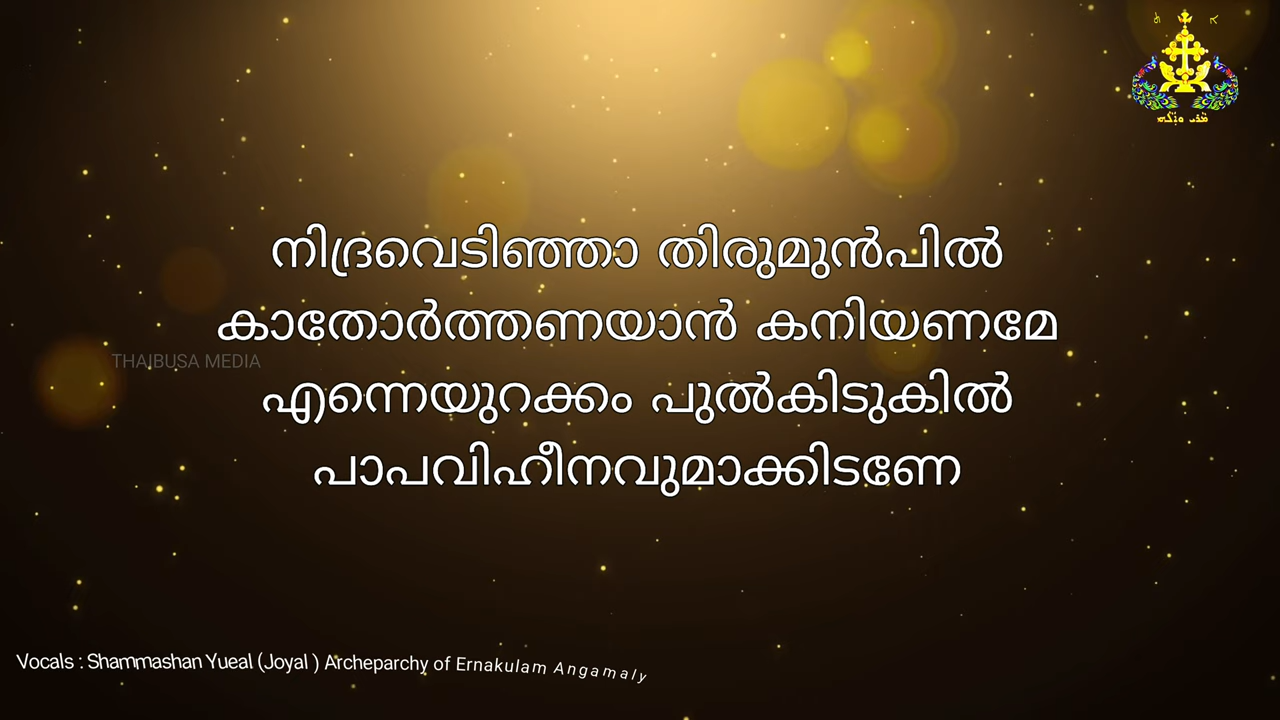 നിദ്രവെടിഞ്ഞാ തിരുമുൻപിൽ
കാതോർത്തണയാൻ കനിയണമേ
THAIBUSA MEDIA
എന്നെയുറക്കം പുൽകിടുകിൽ
പാപവിഹീനവുമാക്കിടണേ
Vocals : Shammashan Yueal (Joyal ) Archeparchy of Ernakulam Angamaly